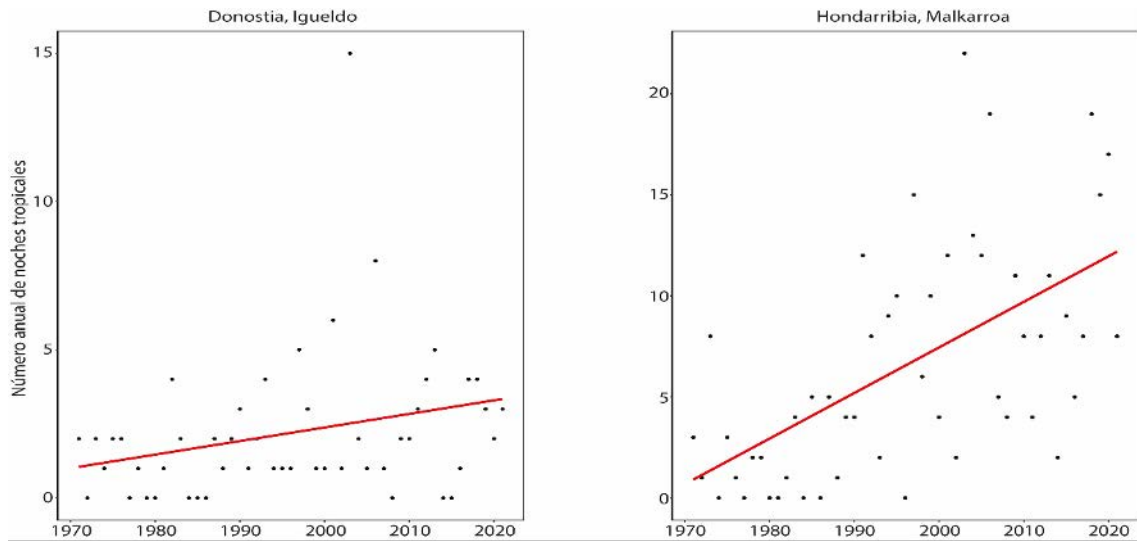 Donostia, Igueldo
Número anual de noches tropicales
15
10
5
0
1970 1980 1990 2000 2010 2020
Hondarribia, Malkarroa
20
15
10
5
0
1970 1980 1990 2000 2010 2020